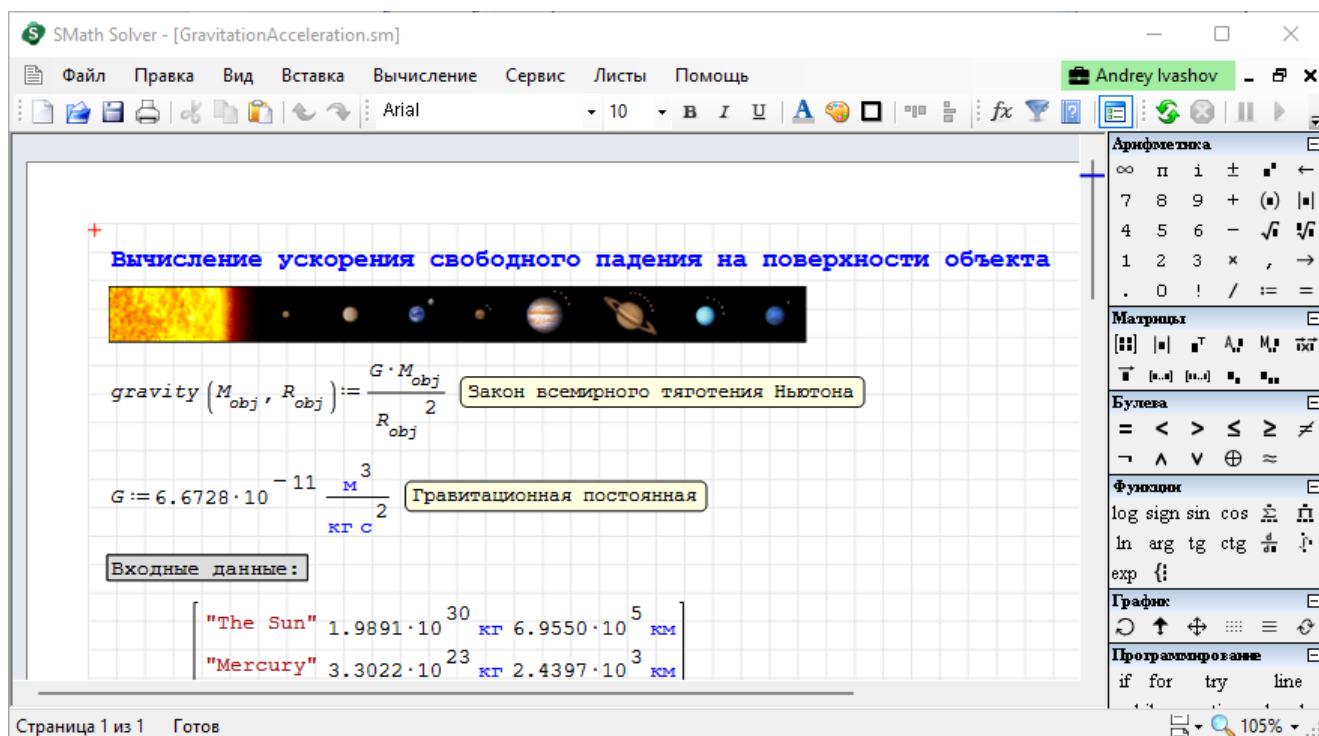 SMath Solver - [GravitationAcceleration.sm]
Файл Правка Вид Вставка Вычисление Сервис Листы Помощь Andrey Ivashov
Arial 10 B I U A fx
Вычисление ускорения свободного падения на поверхности объекта
gravity(M_obj, R_obj):=G·M_obj/R_obj^2 Закон всемирного тяготения Ньютона
G:=6.6728·10^-11 м^3/кг с^2 Гравитационная постоянная
Входные данные:
"The Sun" 1.9891·10^30 кг 6.9550·10^5 км
"Mercury" 3.3022·10^23 кг 2.4397·10^3 км
Арифметика
∞ π i ± ▪▪ ←
7 8 9 + (▪) |▪|
4 5 6 − √▪ ▪√▪
1 2 3 × , →
. 0 ! / := =
Матрицы
Булева
= < > ≤ ≥ ≠
¬ ∧ ∨ ⊕ ≈
Функции
log sign sin cos
ln arg tg ctg
exp
График
Программирование
if for try line
Страница 1 из 1 Готов 105%